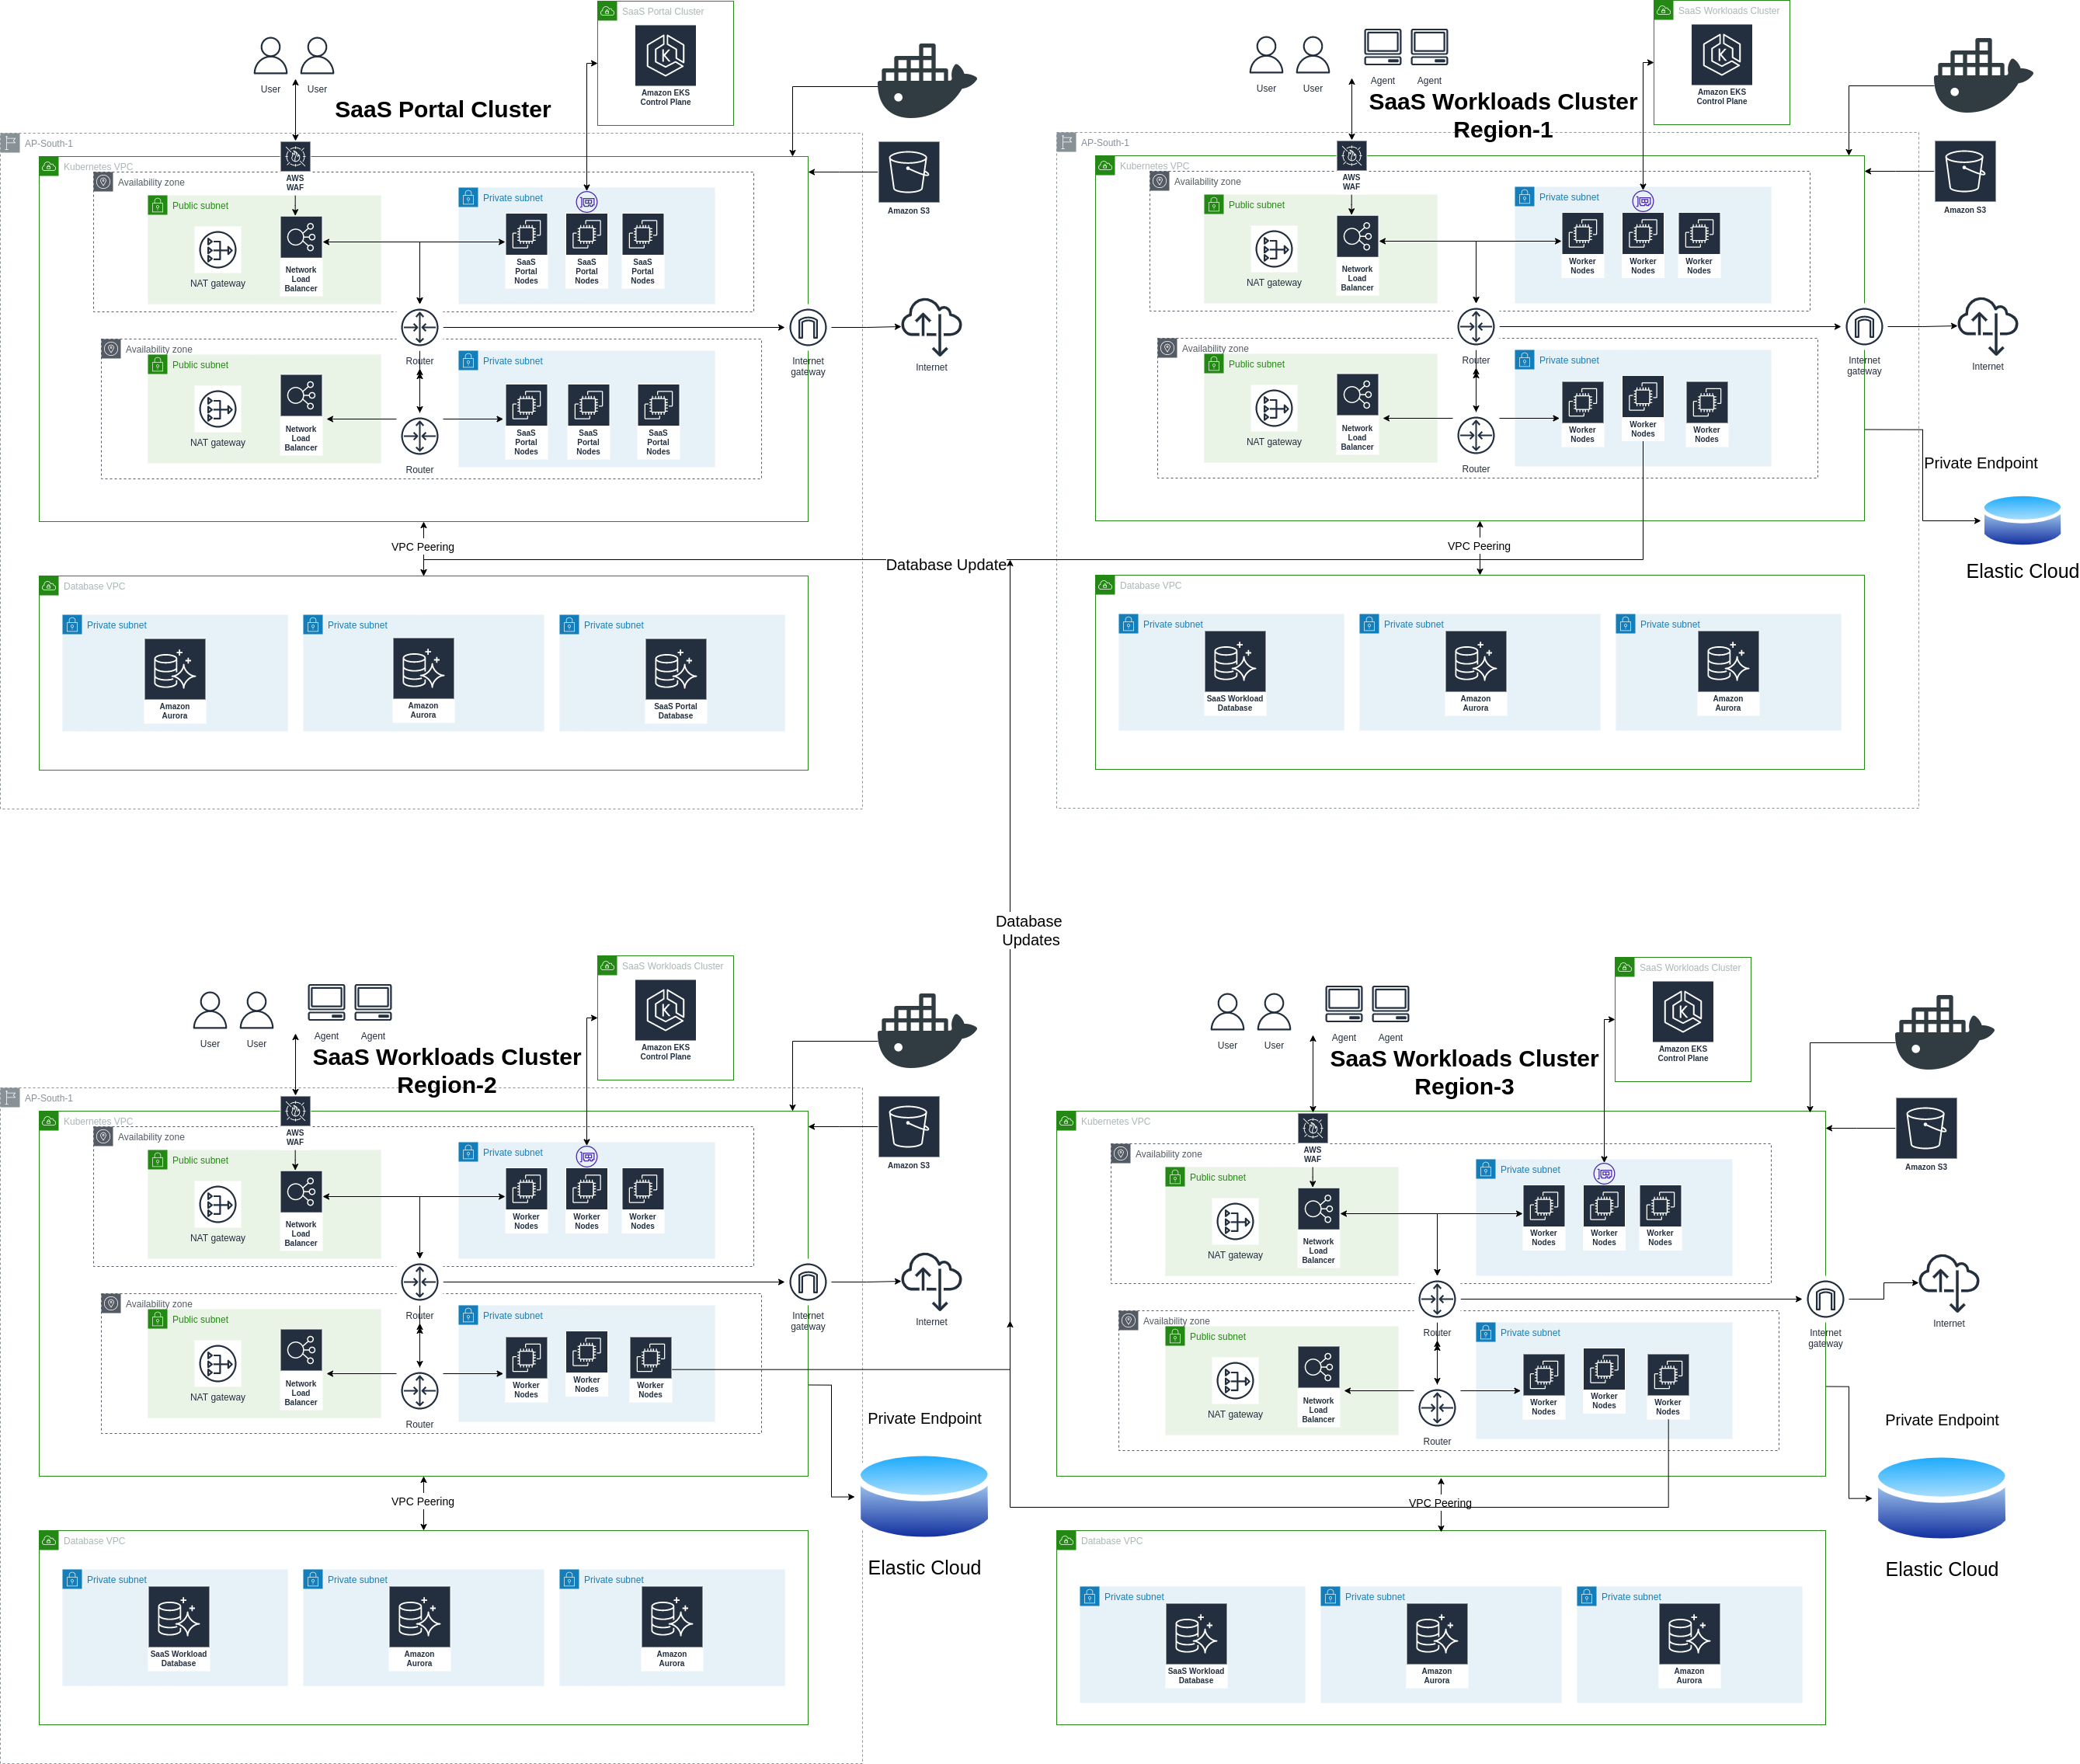 SaaS Portal Cluster
Amazon EKS
Control Plane
User
User
SaaS Portal Cluster
AP-South-1
Kubernetes VPC
AWS
WAF
Availability zone
Public subnet
NAT gateway
Network
Load
Balancer
Private subnet
SaaS
Portal
Nodes
SaaS
Portal
Nodes
SaaS
Portal
Nodes
Amazon S3
Router
Internet
gateway
Internet
Availability zone
Public subnet
NAT gateway
Network
Load
Balancer
Router
Private subnet
SaaS
Portal
Nodes
SaaS
Portal
Nodes
SaaS
Portal
Nodes
VPC Peering
Database Update
Database VPC
Private subnet
Amazon
Aurora
Private subnet
Amazon
Aurora
Private subnet
SaaS Portal
Database
SaaS Workloads Cluster
Amazon EKS
Control Plane
User
User
Agent
Agent
SaaS Workloads Cluster
Region-1
AP-South-1
Kubernetes VPC
AWS
WAF
Availability zone
Public subnet
NAT gateway
Network
Load
Balancer
Private subnet
Worker
Nodes
Worker
Nodes
Worker
Nodes
Amazon S3
Router
Internet
gateway
Internet
Availability zone
Public subnet
NAT gateway
Network
Load
Balancer
Router
Private subnet
Worker
Nodes
Worker
Nodes
Worker
Nodes
Private Endpoint
Elastic Cloud
VPC Peering
Database VPC
Private subnet
SaaS Workload
Database
Private subnet
Amazon
Aurora
Private subnet
Amazon
Aurora
Database
Updates
SaaS Workloads Cluster
Amazon EKS
Control Plane
User
User
Agent
Agent
SaaS Workloads Cluster
Region-2
AP-South-1
Kubernetes VPC
AWS
WAF
Availability zone
Public subnet
NAT gateway
Network
Load
Balancer
Private subnet
Worker
Nodes
Worker
Nodes
Worker
Nodes
Amazon S3
Router
Internet
gateway
Internet
Availability zone
Public subnet
NAT gateway
Network
Load
Balancer
Router
Private subnet
Worker
Nodes
Worker
Nodes
Worker
Nodes
Private Endpoint
Elastic Cloud
VPC Peering
Database VPC
Private subnet
SaaS Workload
Database
Private subnet
Amazon
Aurora
Private subnet
Amazon
Aurora
SaaS Workloads Cluster
Amazon EKS
Control Plane
User
User
Agent
Agent
SaaS Workloads Cluster
Region-3
Kubernetes VPC
AWS
WAF
Availability zone
Public subnet
NAT gateway
Network
Load
Balancer
Private subnet
Worker
Nodes
Worker
Nodes
Worker
Nodes
Amazon S3
Router
Internet
gateway
Internet
Availability zone
Public subnet
NAT gateway
Network
Load
Balancer
Router
Private subnet
Worker
Nodes
Worker
Nodes
Worker
Nodes
Private Endpoint
Elastic Cloud
VPC Peering
Database VPC
Private subnet
SaaS Workload
Database
Private subnet
Amazon
Aurora
Private subnet
Amazon
Aurora